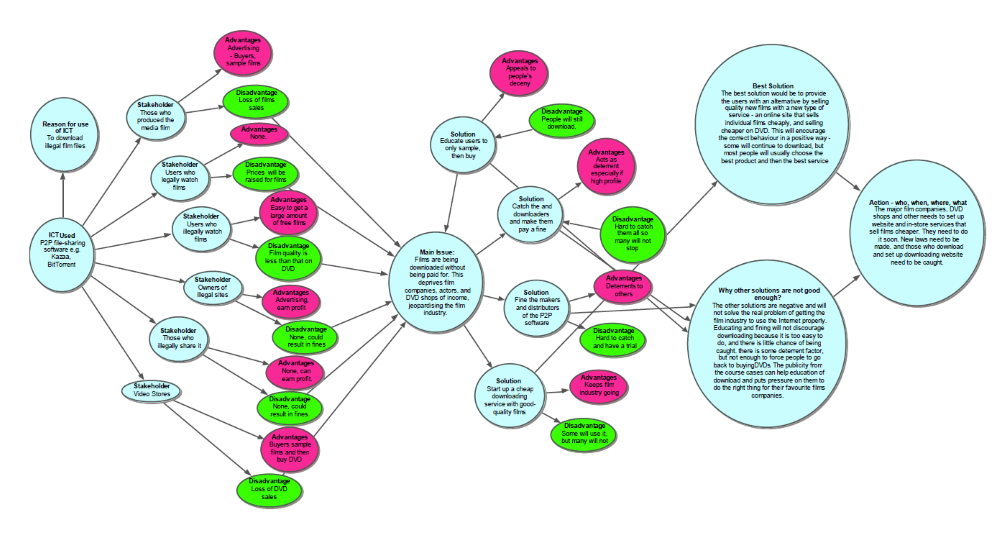 Reason for use
of ICT
To download
illegal film files
ICT Used
P2P file-sharing
software e.g.
Kazaa,
BitTorrent
Stakeholder
Those who
produced the
media film
Stakeholder
Users who
legally watch
films
Stakeholder
Users who
illegally watch
films
Stakeholder
Owners of
illegal sites
Stakeholder
Those who
illegally share it
Stakeholder
Video Stores
Advantages
Advertising
- Buyers,
sample films
Disadvantage
Loss of films
sales
Advantages
None.
Disadvantage
Prices will be
raised for films
Advantages
Easy to get a
large amount
of free films
Disadvantage
Film quality is
less than that on
DVD
Advantages
Advertising,
earn profit
Disadvantage
None, could
result in fines
Advantages
None, can
earn profit.
Disadvantage
None, could
result in fines
Advantages
Buyers sample
films and then
buy DVD
Disadvantage
Loss of DVD
sales
Main Issue:
Films are being
downloaded without
being paid for. This
deprives film
companies, actors, and
DVD shops of income,
jeopardising the film
industry.
Solution
Educate users to
only sample,
then buy
Advantages
Appeals to
people's
deceny
Disadvantage
People will still
download.
Solution
Catch the and
downloaders
and make them
pay a fine
Advantages
Acts as
deterrent
especially if
high profile
Disadvantage
Hard to catch
them all so
many will not
stop
Solution
Fine the makers
and distributors
of the P2P
software
Advantages
Deterrents to
others
Disadvantage
Hard to catch
and have a trial
Solution
Start up a cheap
downloading
service with good-
quality films
Advantages
Keeps film
industry going
Disadvantage
Some will use it,
but many will not
Best Solution
The best solution would be to provide
the users with an alternative by selling
quality new films with a new type of
service - an online site that sells
individual films cheaply, and selling
cheaper on DVD. This will encourage
the correct behaviour in a positive way -
some will continue to download, but
most people will usually choose the
best product and then the best service
Why other solutions are not good
enough?
The other solutions are negative and will
not solve the real problem of getting the
film industry to use the Internet properly.
Educating and fining will not discourage
downloading because it is too easy to
do, and there is little chance of being
caught. there is some deterrent factor,
but not enough to force people to go
back to buyingDVDs. The publicity from
the course cases can help education of
download and puts pressure on them to
do the right thing for their favourite films
companies.
Action - who, when, where, what
The major film companies, DVD
shops and other needs to set up
website and in-store services that
sell films cheaper. They need to do
it soon. New laws need to be
made, and those who download
and set up downloading website
need to be caught.